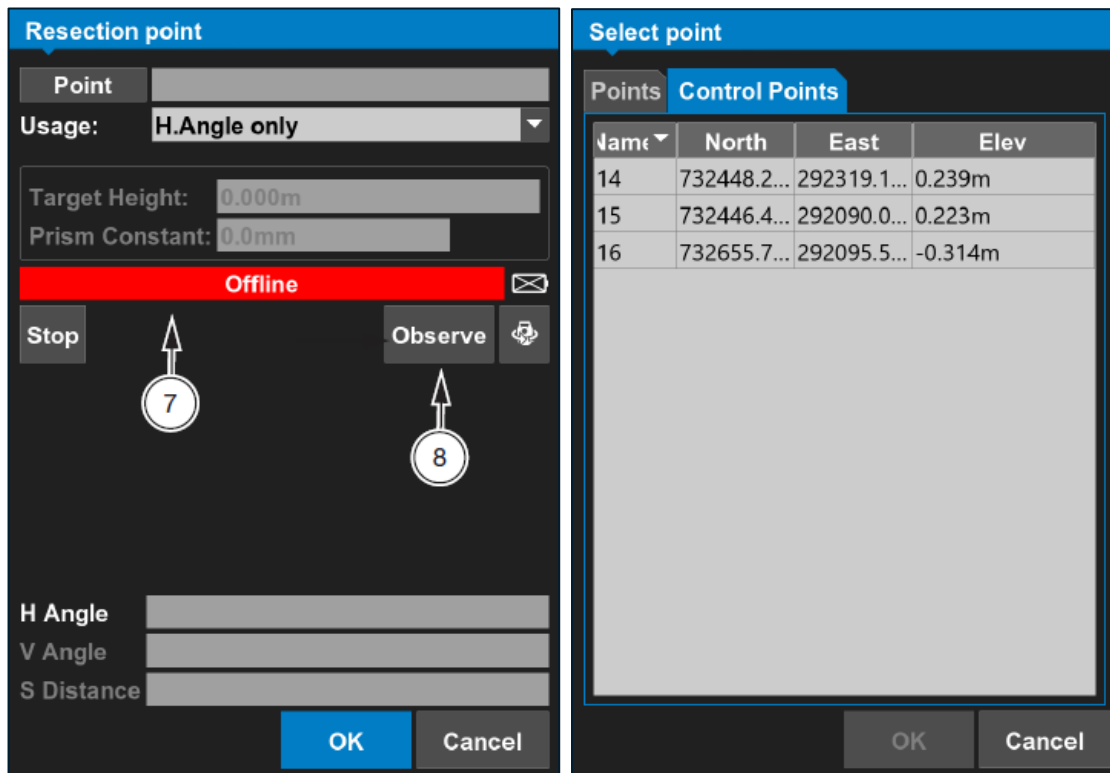 Resection point
Point
Usage: H.Angle only
Target Height: 0.000m
Prism Constant: 0.0mm
Offline
Stop Observe
7
8
H Angle
V Angle
S Distance
OK Cancel
Select point
Points Control Points
Name North East Elev
14 732448.2... 292319.1... 0.239m
15 732446.4... 292090.0... 0.223m
16 732655.7... 292095.5... -0.314m
OK Cancel